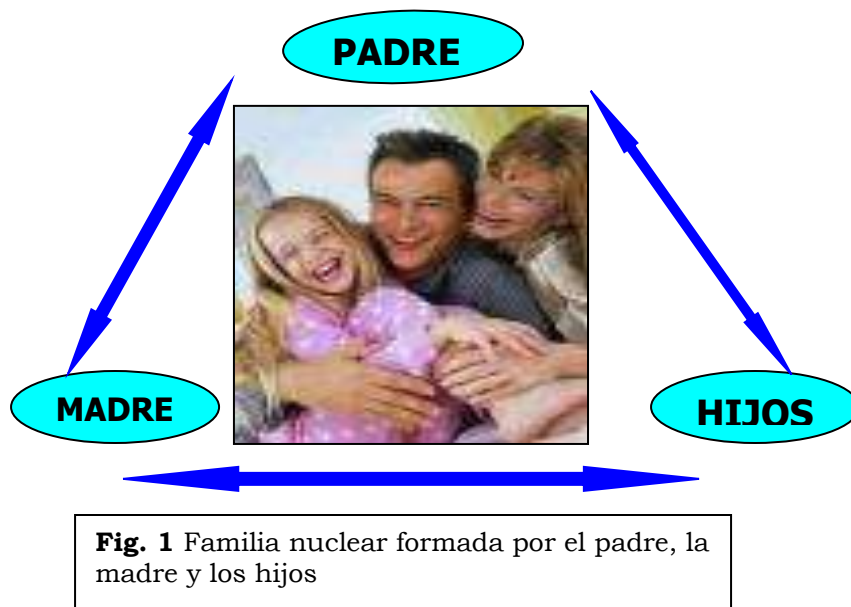 PADRE
MADRE
HIJOS
Fig. 1 Familia nuclear formada por el padre, la
madre y los hijos